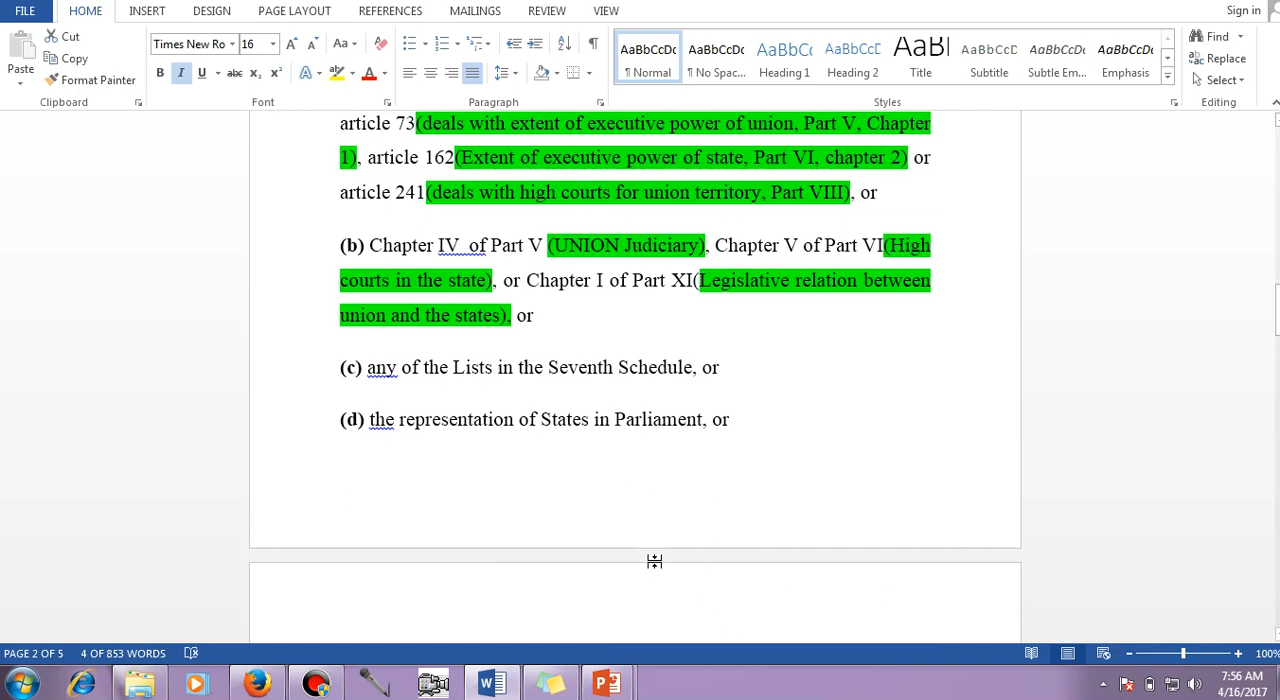 FILE HOME INSERT DESIGN PAGE LAYOUT REFERENCES MAILINGS REVIEW VIEW Sign in
Paste Cut Copy Format Painter
Times New Ro 16 Aa
B I U abc X₂ X² A A
AaBbCcDc AaBbCcDc AaBbCc AaBbCcD AaBl AaBbCcD AaBbCcDc AaBbCcDc
¶ Normal ¶ No Spac... Heading 1 Heading 2 Title Subtitle Subtle Em... Emphasis
Find Replace Select
Clipboard Font Paragraph Styles Editing
article 73(deals with extent of executive power of union, Part V, Chapter
1), article 162(Extent of executive power of state, Part VI, chapter 2) or
article 241(deals with high courts for union territory, Part VIII), or
(b) Chapter IV of Part V (UNION Judiciary), Chapter V of Part VI(High
courts in the state), or Chapter I of Part XI(Legislative relation between
union and the states), or
(c) any of the Lists in the Seventh Schedule, or
(d) the representation of States in Parliament, or
PAGE 2 OF 5 4 OF 853 WORDS 100%
7:56 AM
4/16/2017